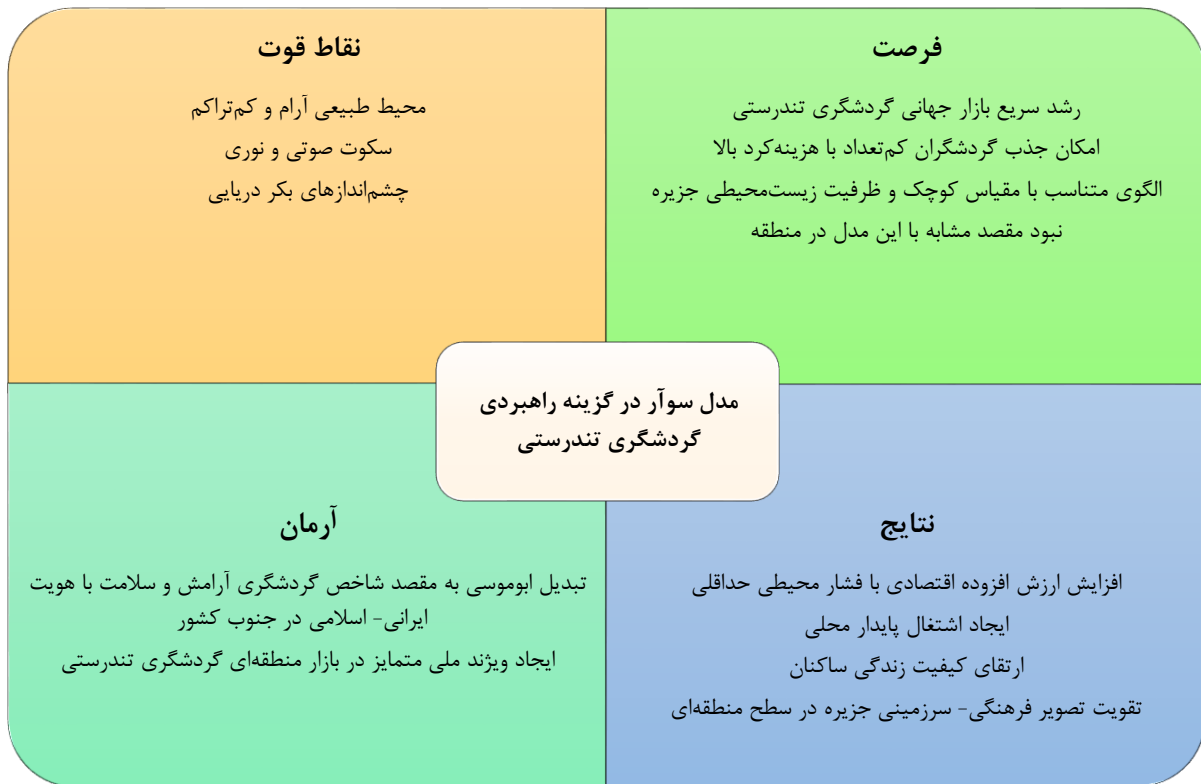 فرصت
رشد سریع بازار جهانی گردشگری تندرستی
امکان جذب گردشگران کم‌تعداد با هزینه‌کرد بالا
الگوی متناسب با مقیاس کوچک و ظرفیت زیست‌محیطی جزیره
نبود مقصد مشابه با این مدل در منطقه
نقاط قوت
محیط طبیعی آرام و کم‌تراکم
سکوت صوتی و نوری
چشم‌اندازهای بکر دریایی
مدل سوآر در گزینه راهبردی
گردشگری تندرستی
نتایج
افزایش ارزش افزوده اقتصادی با فشار محیطی حداقلی
ایجاد اشتغال پایدار محلی
ارتقای کیفیت زندگی ساکنان
تقویت تصویر فرهنگی- سرزمینی جزیره در سطح منطقه‌ای
آرمان
تبدیل ابوموسی به مقصد شاخص گردشگری آرامش و سلامت با هویت
ایرانی- اسلامی در جنوب کشور
ایجاد ویژند ملی متمایز در بازار منطقه‌ای گردشگری تندرستی